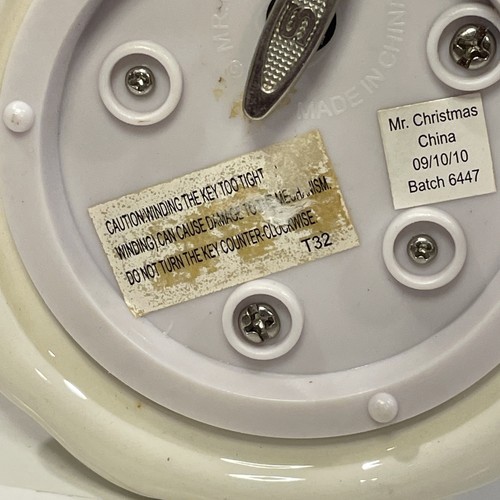 © MR.
MADE IN CHINA
Mr. Christmas
China
09/10/10
Batch 6447
CAUTION WINDING THE KEY TOO TIGHT
WINDING) CAN CAUSE DAMAGE TO THE MECHANISM.
DO NOT TURN THE KEY COUNTER-CLOCKWISE.
T32